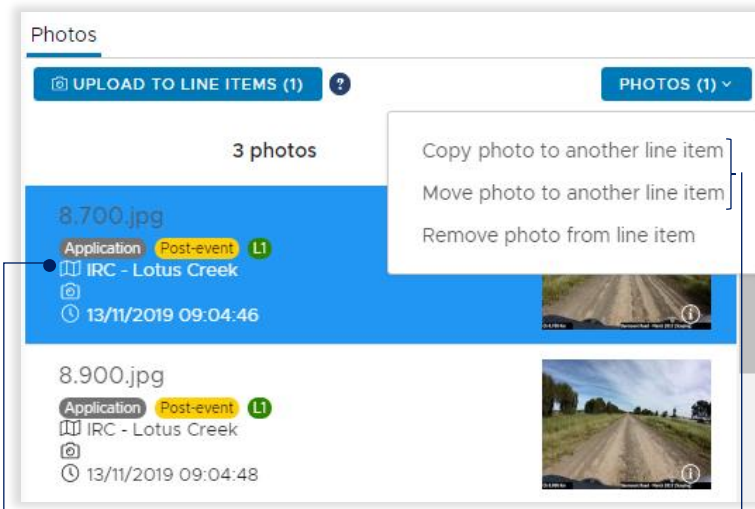 Photos
UPLOAD TO LINE ITEMS (1) ?
PHOTOS (1)
3 photos
Copy photo to another line item
Move photo to another line item
Remove photo from line item
8.700.jpg
Application Post-event L1
IRC - Lotus Creek
13/11/2019 09:04:46
8.900.jpg
Application Post-event L1
IRC - Lotus Creek
13/11/2019 09:04:48